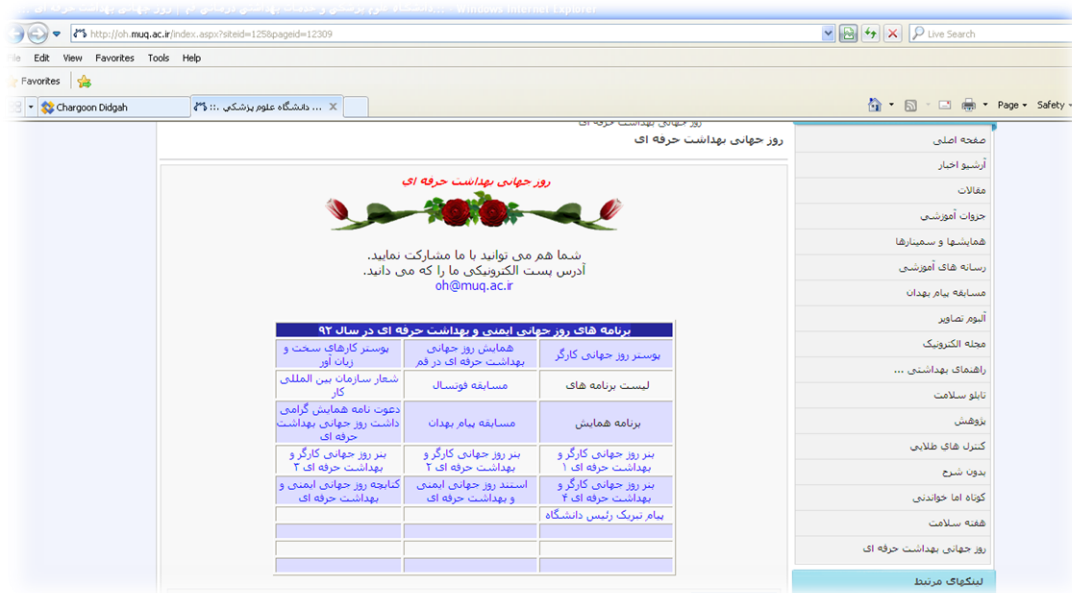 Windows Internet Explorer
http://oh.muq.ac.ir/index.aspx?siteid=125&pageid=12309
Live Search
Edit View Favorites Tools Help
Favorites
Chargoon Didgah
... دانشگاه علوم پزشکی .::
Page Safety
روز جهانی بهداشت حرفه ای
روز جهانی بهداشت حرفه ای
روز جهانی بهداشت حرفه ای
شما هم می توانید با ما مشارکت نمایید.
آدرس پست الکترونیکی ما را که می دانید.
oh@muq.ac.ir
برنامه های روز جهانی ایمنی و بهداشت حرفه ای در سال ۹۲
پوستر روز جهانی کارگر
همایش روز جهانی
بهداشت حرفه ای در قم
پوستر کارهای سخت و
زیان آور
لیست برنامه های
مسابقه فوتسال
شعار سازمان بین المللی
کار
برنامه همایش
مسابقه پیام بهدان
دعوت نامه همایش گرامی
داشت روز جهانی بهداشت
حرفه ای
بنر روز جهانی کارگر و
بهداشت حرفه ای ۱
بنر روز جهانی کارگر و
بهداشت حرفه ای ۲
بنر روز جهانی کارگر و
بهداشت حرفه ای ۳
بنر روز جهانی کارگر و
بهداشت حرفه ای ۴
استند روز جهانی ایمنی
و بهداشت حرفه ای
کتابچه روز جهانی ایمنی و
بهداشت حرفه ای
پیام تبریک رئیس دانشگاه
صفحه اصلی
آرشیو اخبار
مقالات
جزوات آموزشی
همایشها و سمینارها
رسانه های آموزشی
مسابقه پیام بهدان
آلبوم تصاویر
مجله الکترونیک
راهنمای بهداشتی ...
تابلو سلامت
پژوهش
کنترل های طلایی
بدون شرح
کوتاه اما خواندنی
هفته سلامت
روز جهانی بهداشت حرفه ای
لینکهای مرتبط